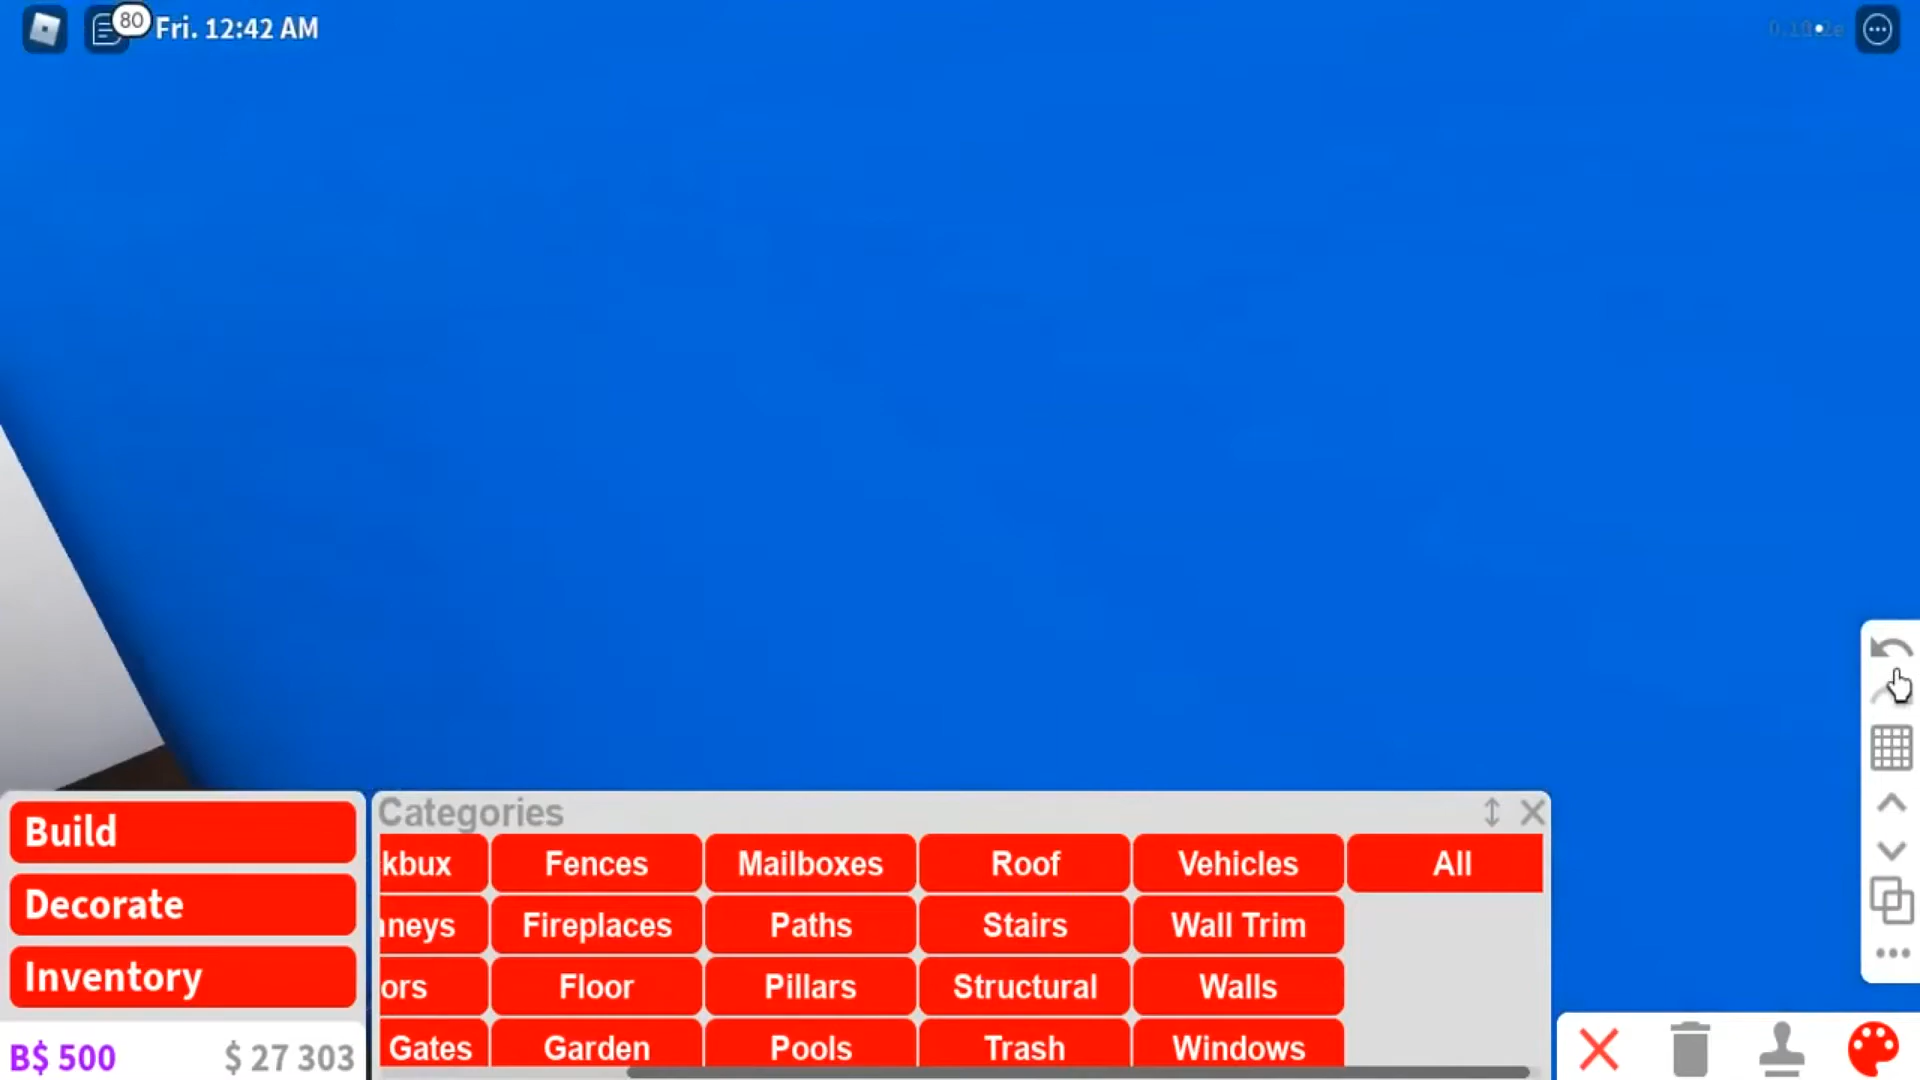 80 Fri. 12:42 AM
Build
Decorate
Inventory
B$ 500 $ 27 303
Categories
kbux Fences Mailboxes Roof Vehicles All
Fireplaces Paths Stairs Wall Trim
ors Floor Pillars Structural Walls
Gates Garden Pools Trash Windows